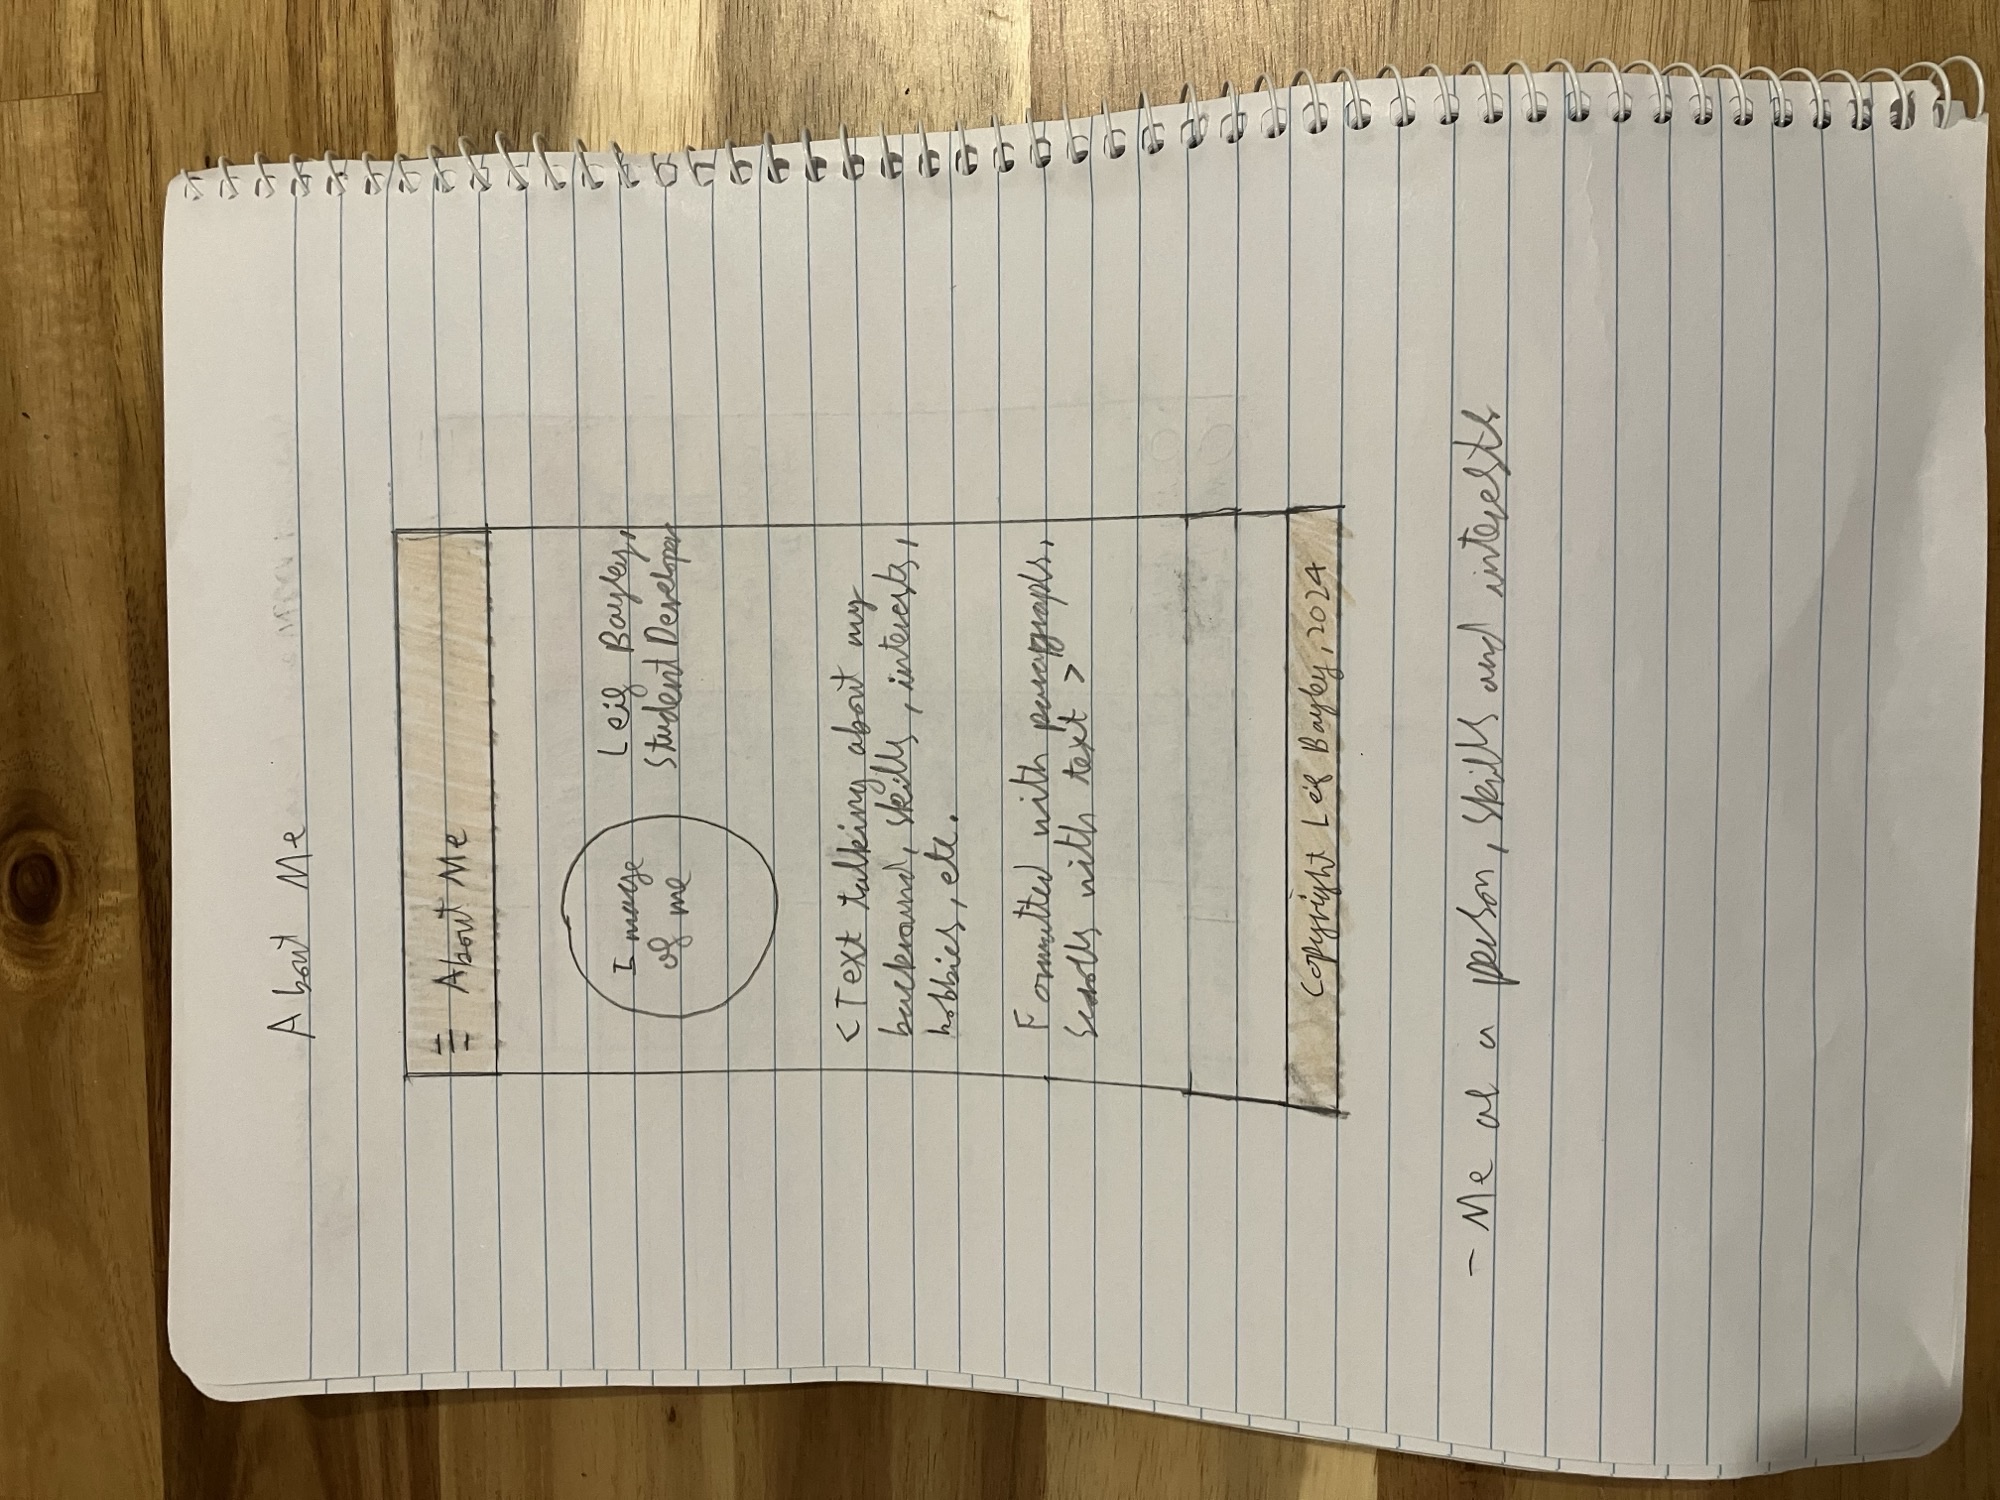 About Me
☰ About Me
Image
of me
Leif Bayley,
Student Developer
<Text talking about my
backround, skills, interests,
hobbies, etc.
Formatted with paragraphs,
scrolls with text >
Copyright Leif Bayley, 2024
- Me as a person, skills and interests